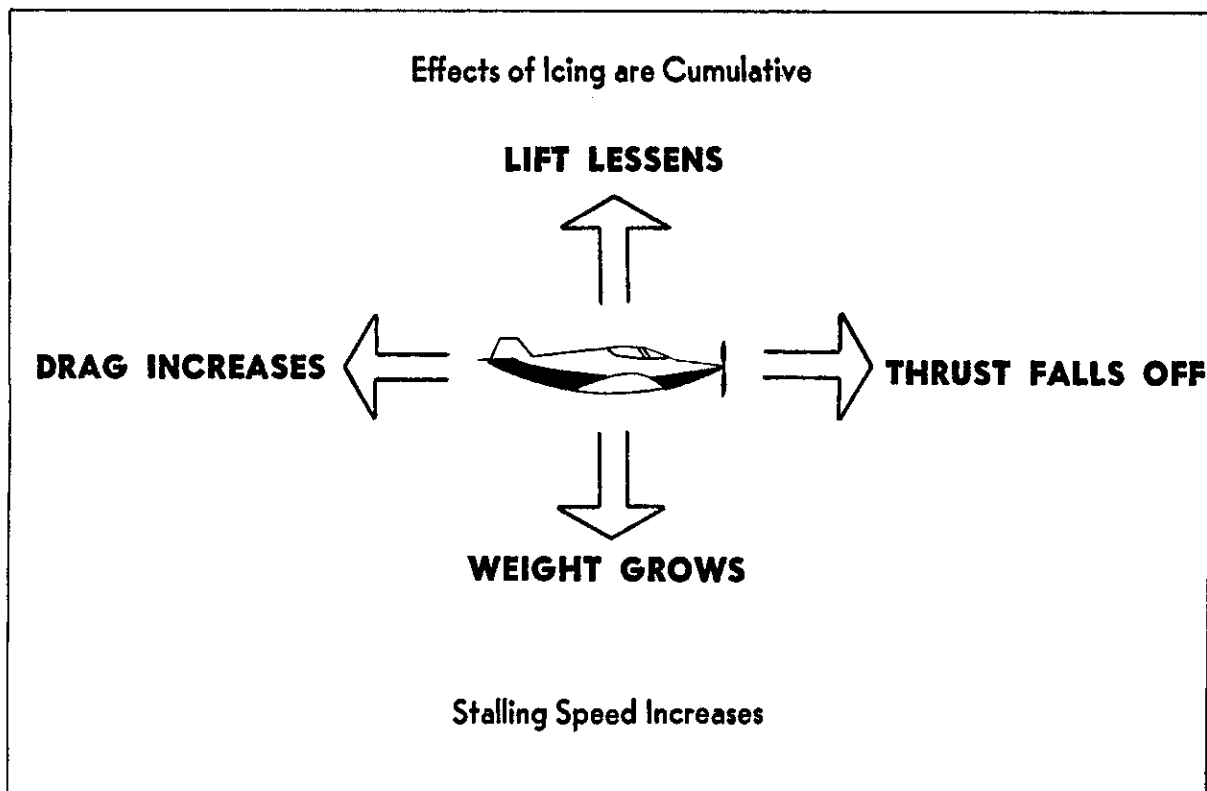 Effects of Icing are Cumulative
LIFT LESSENS
DRAG INCREASES
THRUST FALLS OFF
WEIGHT GROWS
Stalling Speed Increases